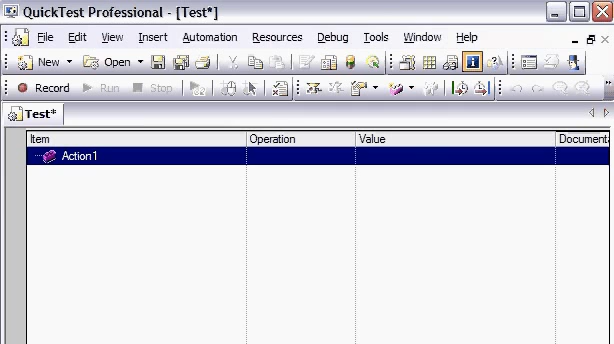 QuickTest Professional - [Test*]
File Edit View Insert Automation Resources Debug Tools Window Help
New Open
Record Run Stop
Test*
Item Operation Value Documenta
Action1